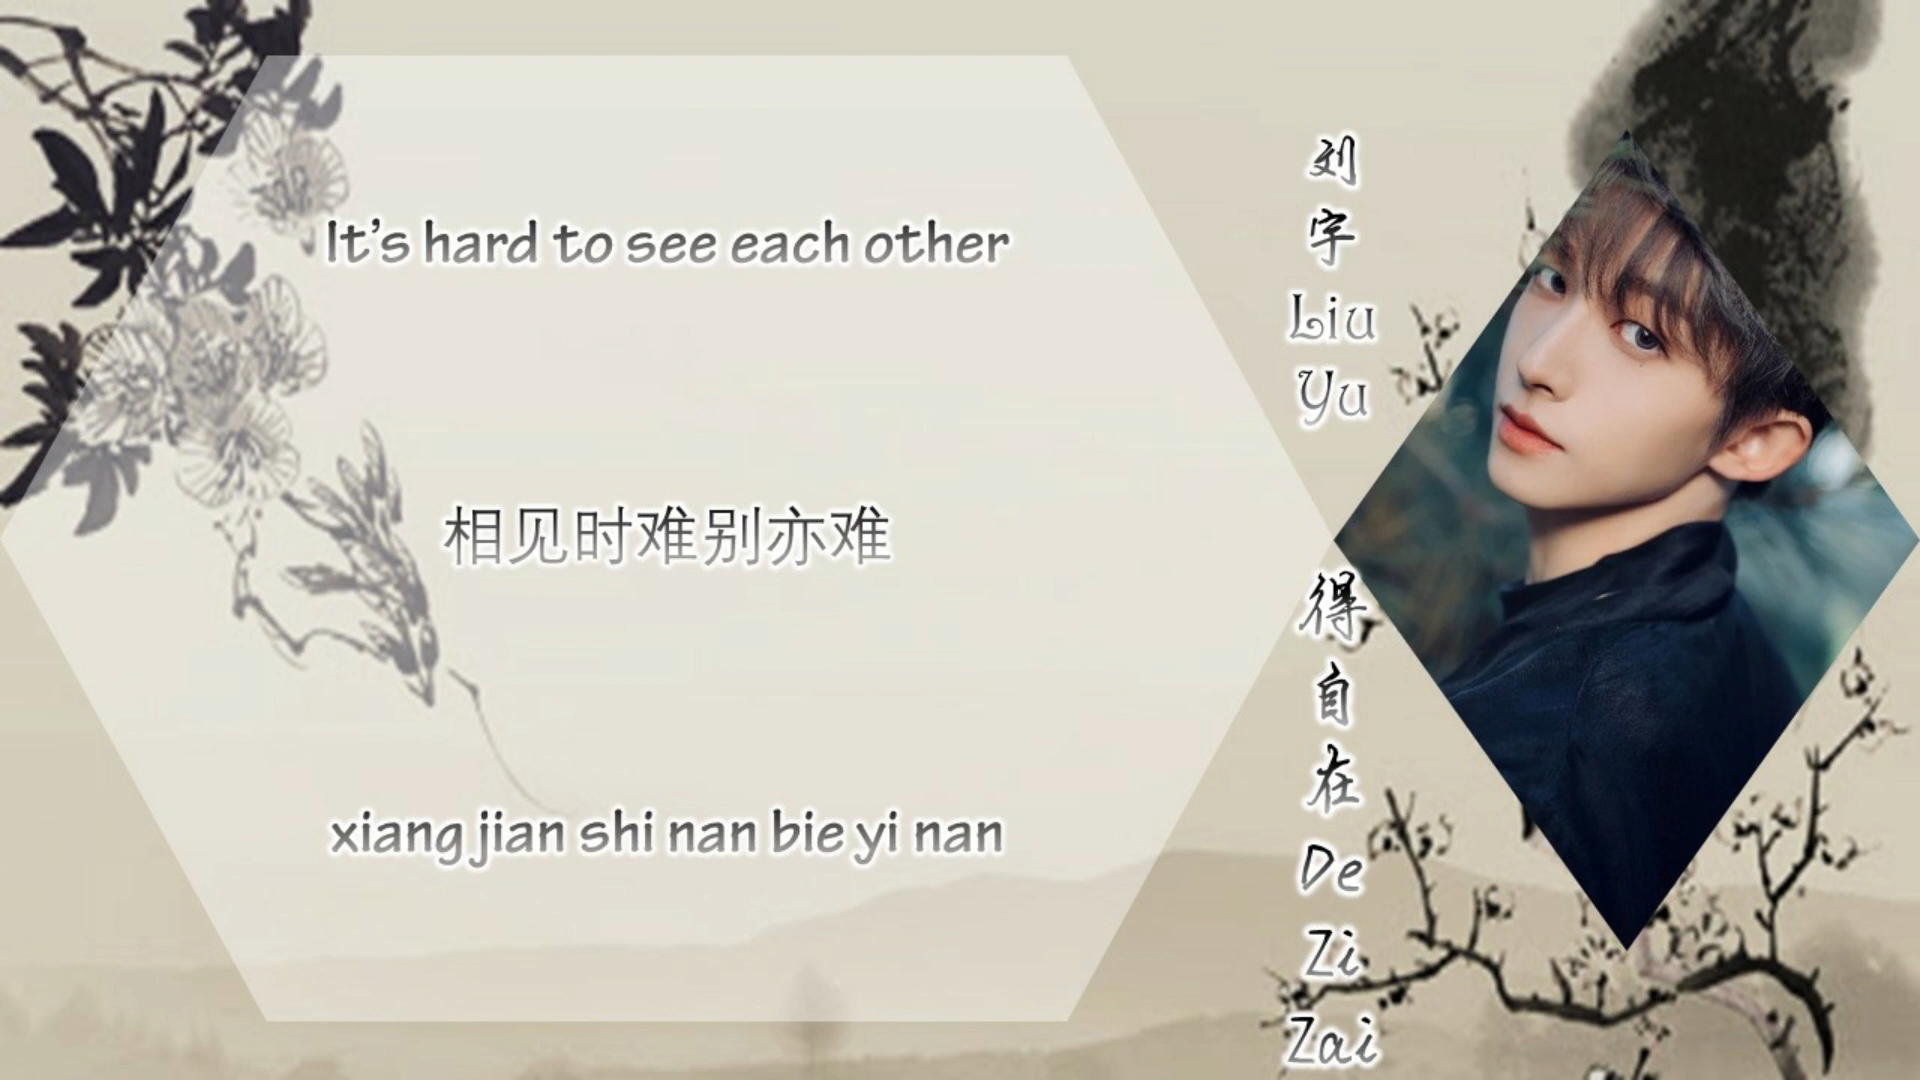 It's hard to see each other
相见时难别亦难
xiang jian shi nan bie yi nan
刘
宇
Liu
Yu
得
自
在
De
Zi
Zai